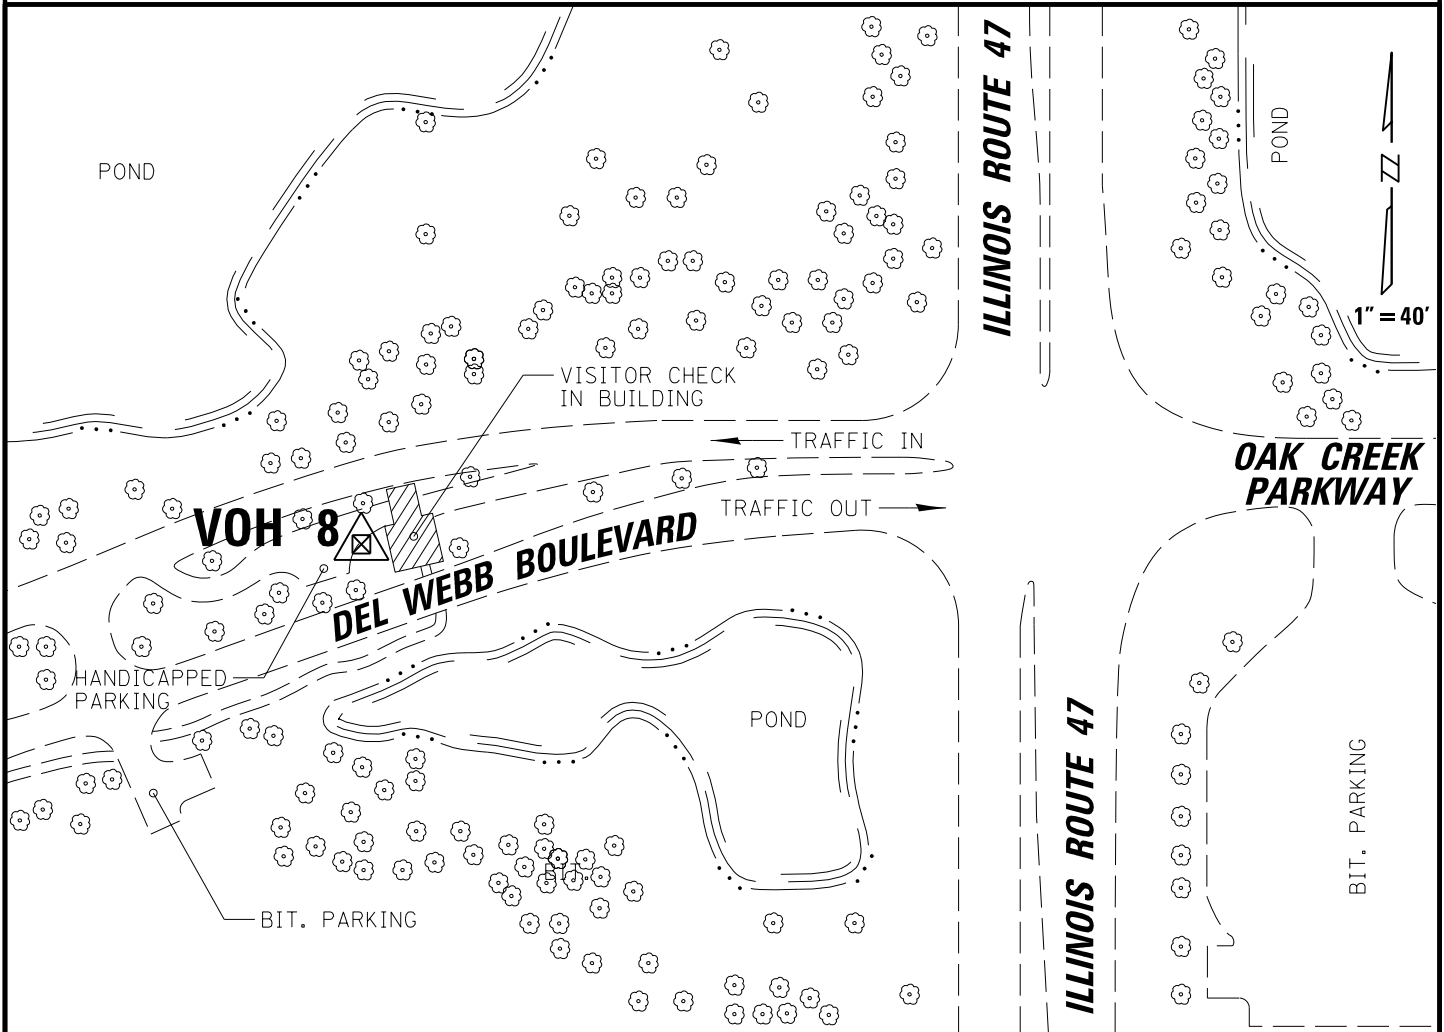 ILLINOIS ROUTE 47
POND
POND
ZZ
1" = 40'
VISITOR CHECK
IN BUILDING
TRAFFIC IN
OAK CREEK
PARKWAY
TRAFFIC OUT
VOH 8
DEL WEBB BOULEVARD
HANDICAPPED
PARKING
POND
ILLINOIS ROUTE 47
BIT. PARKING
BIT.
BIT. PARKING